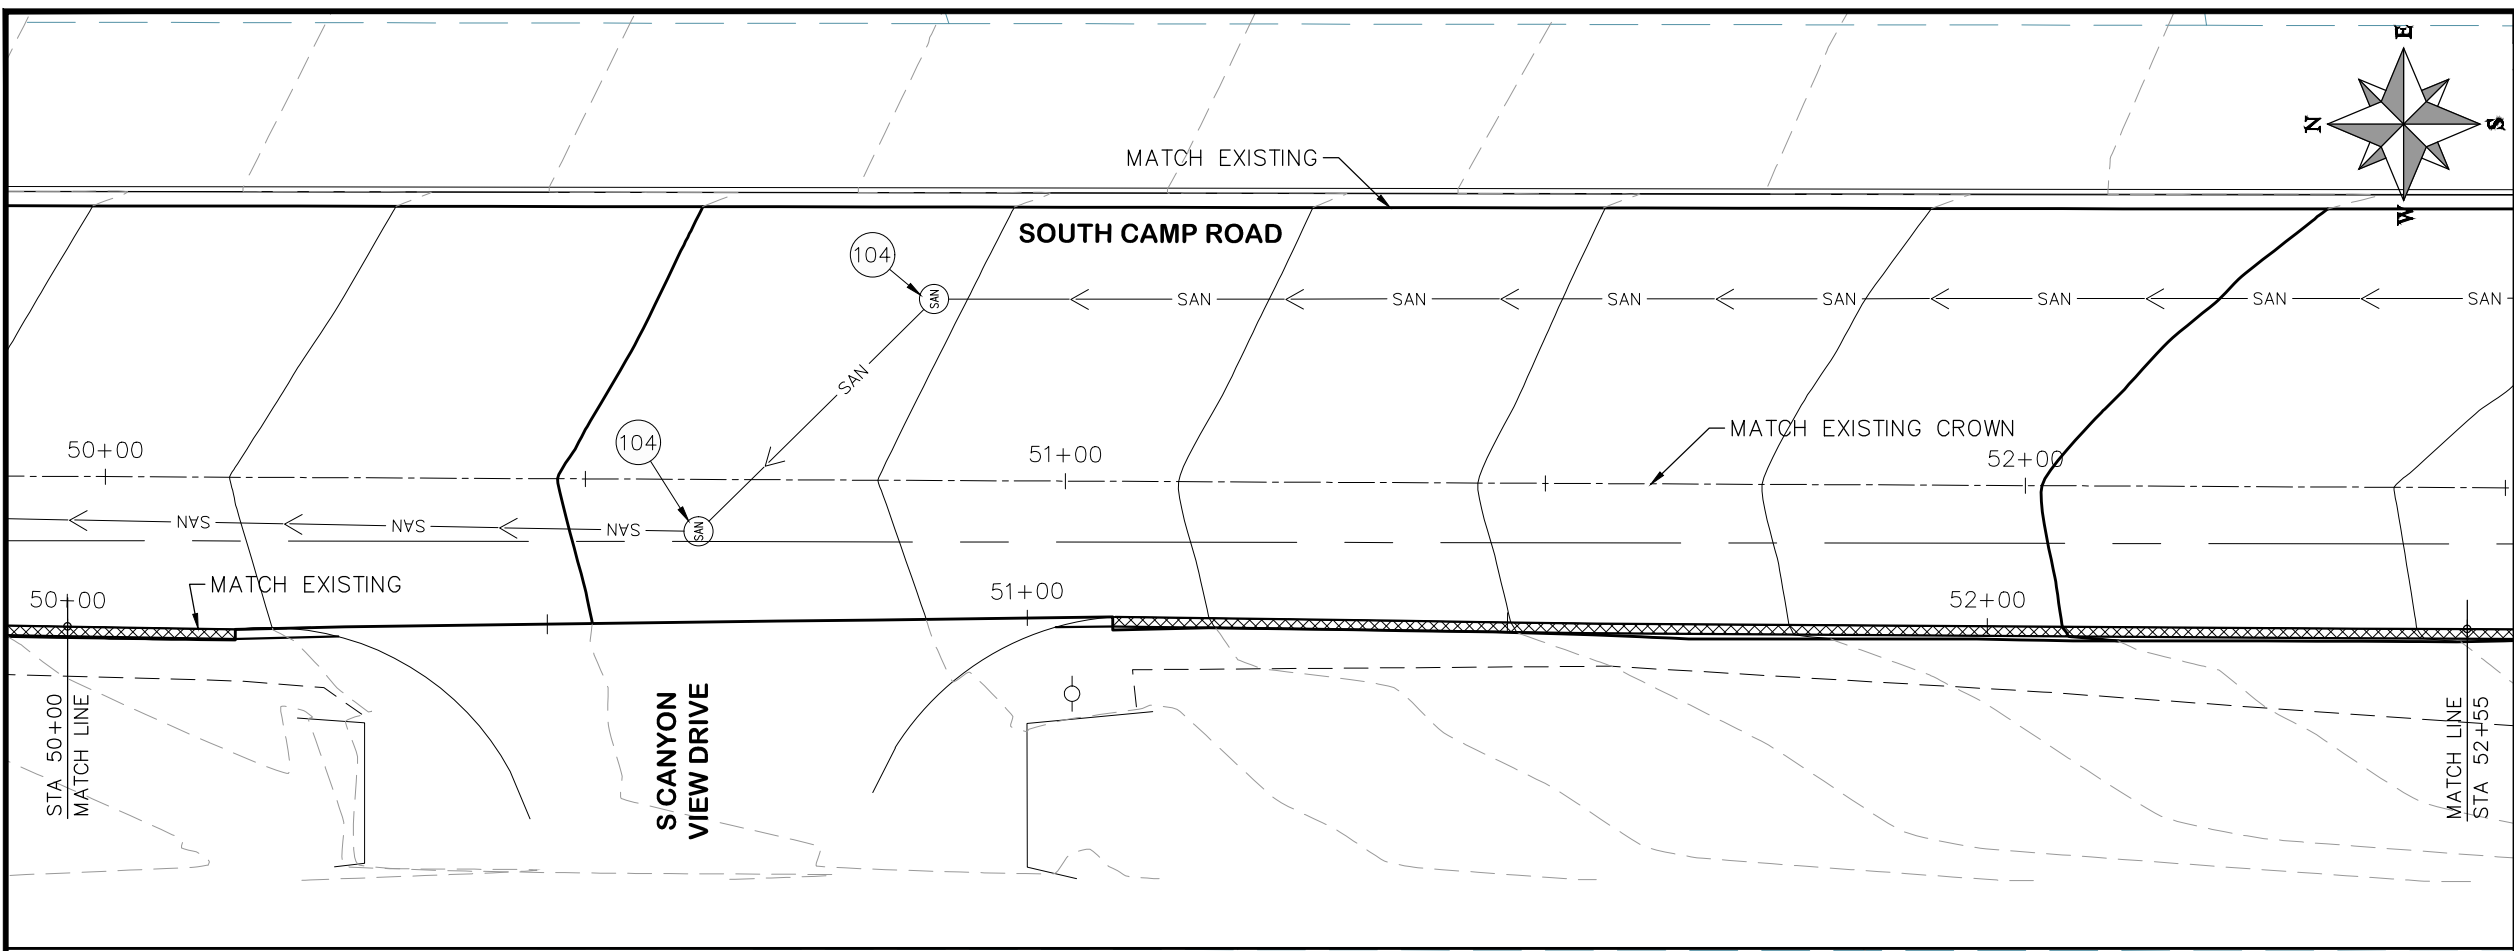 E
N
S
W
MATCH EXISTING
SOUTH CAMP ROAD
104
SAN
SAN
SAN
SAN
SAN
SAN
SAN
SAN
SAN
MATCH EXISTING CROWN
50+00
51+00
52+00
104
SAN
SAN
SAN
SAN
MATCH EXISTING
50+00
51+00
52+00
STA 50+00
MATCH LINE
S CANYON
VIEW DRIVE
MATCH LINE
STA 52+55